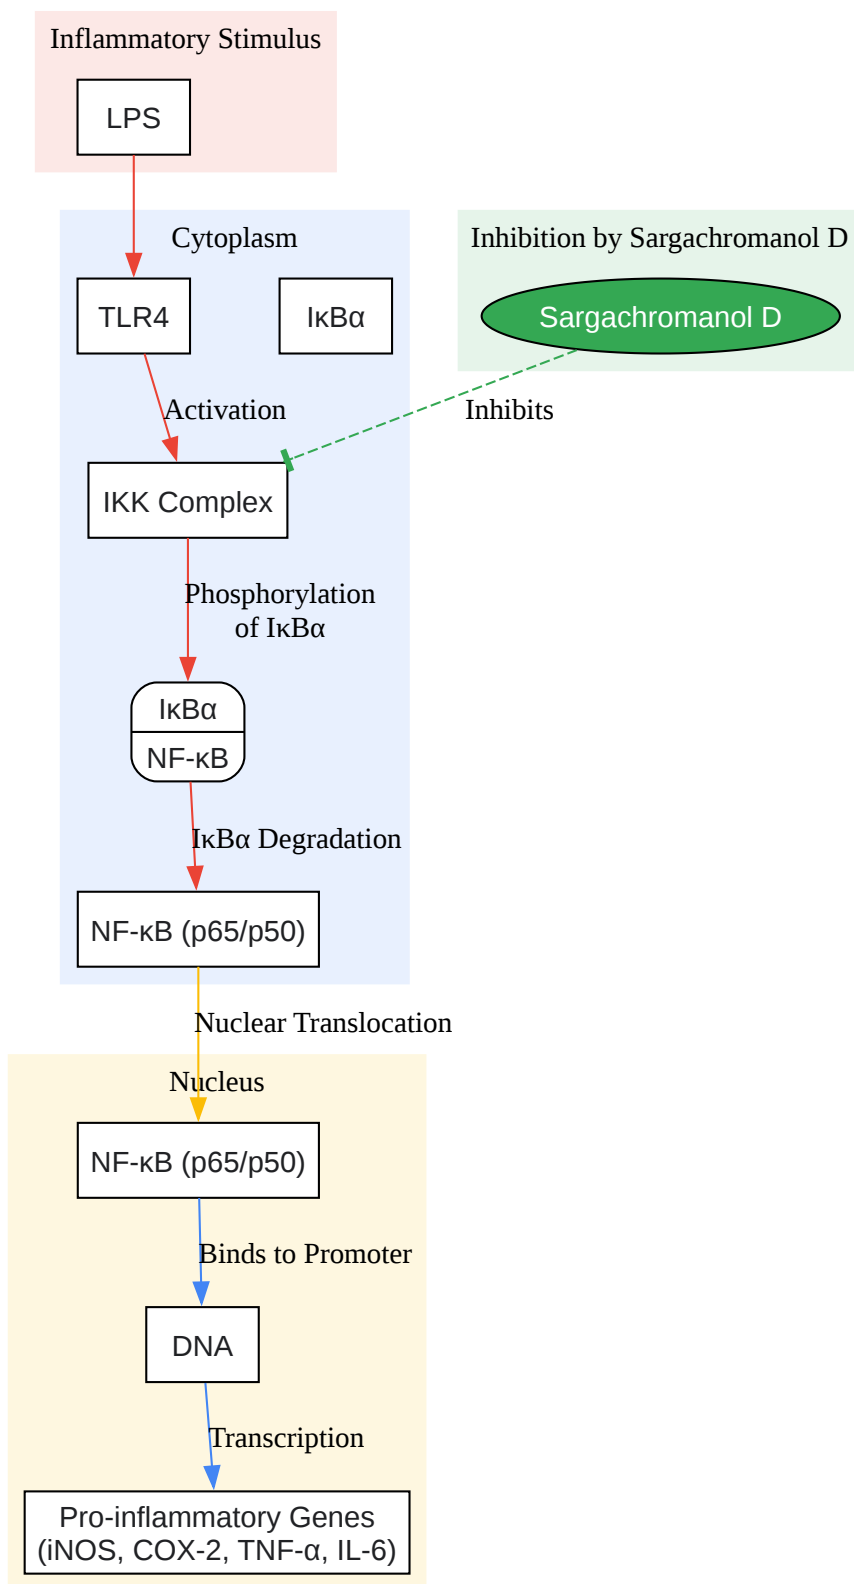 Inflammatory Stimulus
LPS
Cytoplasm
Inhibition by Sargachromanol D
TLR4
IκBα
Sargachromanol D
Activation
Inhibits
IKK Complex
Phosphorylation
of IκBα
IκBα
NF-κB
IκBα Degradation
NF-κB (p65/p50)
Nuclear Translocation
Nucleus
NF-κB (p65/p50)
Binds to Promoter
DNA
Transcription
Pro-inflammatory Genes
(iNOS, COX-2, TNF-α, IL-6)